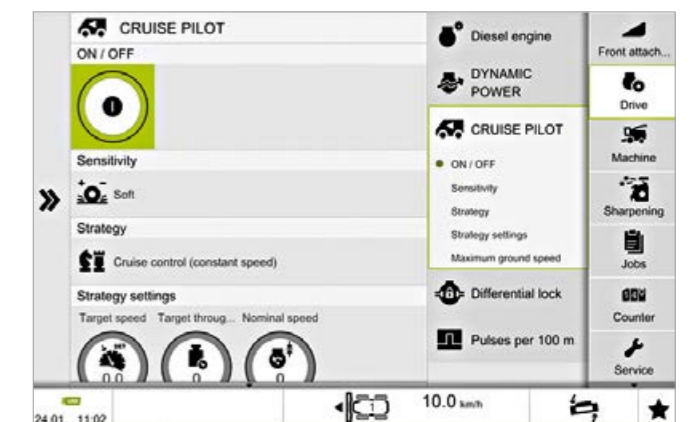 CRUISE PILOT
ON / OFF
Sensitivity
Soft
Strategy
Cruise control (constant speed)
Strategy settings
Target speed Target throug... Nominal speed
SET
0.0 0 0
Diesel engine
DYNAMIC
POWER
CRUISE PILOT
ON / OFF
Sensitivity
Strategy
Strategy settings
Maximum ground speed
Differential lock
Pulses per 100 m
Front attach...
Drive
Machine
Sharpening
Jobs
Counter
Service
24.01 11:02
1
10.0 km/h